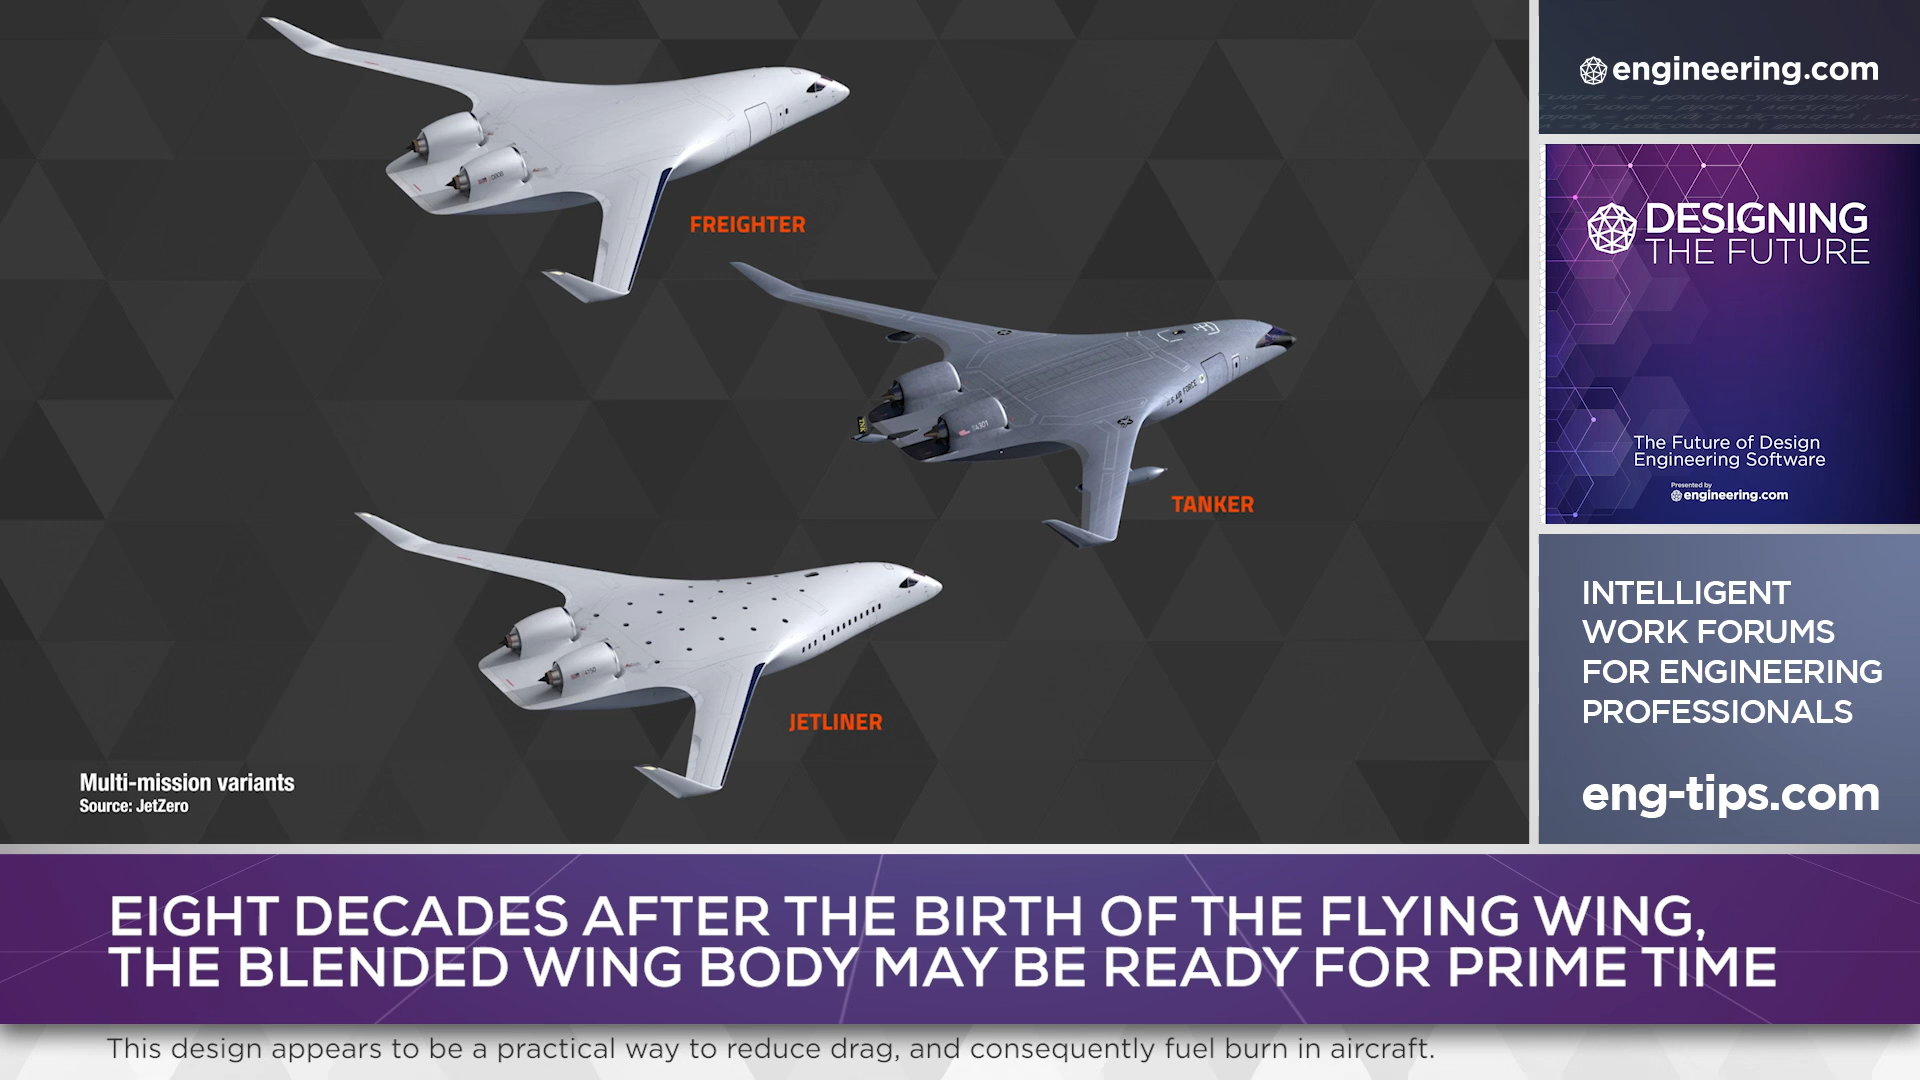 FREIGHTER
U.S. AIR FORCE
TANKER
JETLINER
Multi-mission variants
Source: JetZero
engineering.com
DESIGNING
THE FUTURE
The Future of Design
Engineering Software
Presented by
engineering.com
INTELLIGENT
WORK FORUMS
FOR ENGINEERING
PROFESSIONALS
eng-tips.com
EIGHT DECADES AFTER THE BIRTH OF THE FLYING WING,
THE BLENDED WING BODY MAY BE READY FOR PRIME TIME
This design appears to be a practical way to reduce drag, and consequently fuel burn in aircraft.